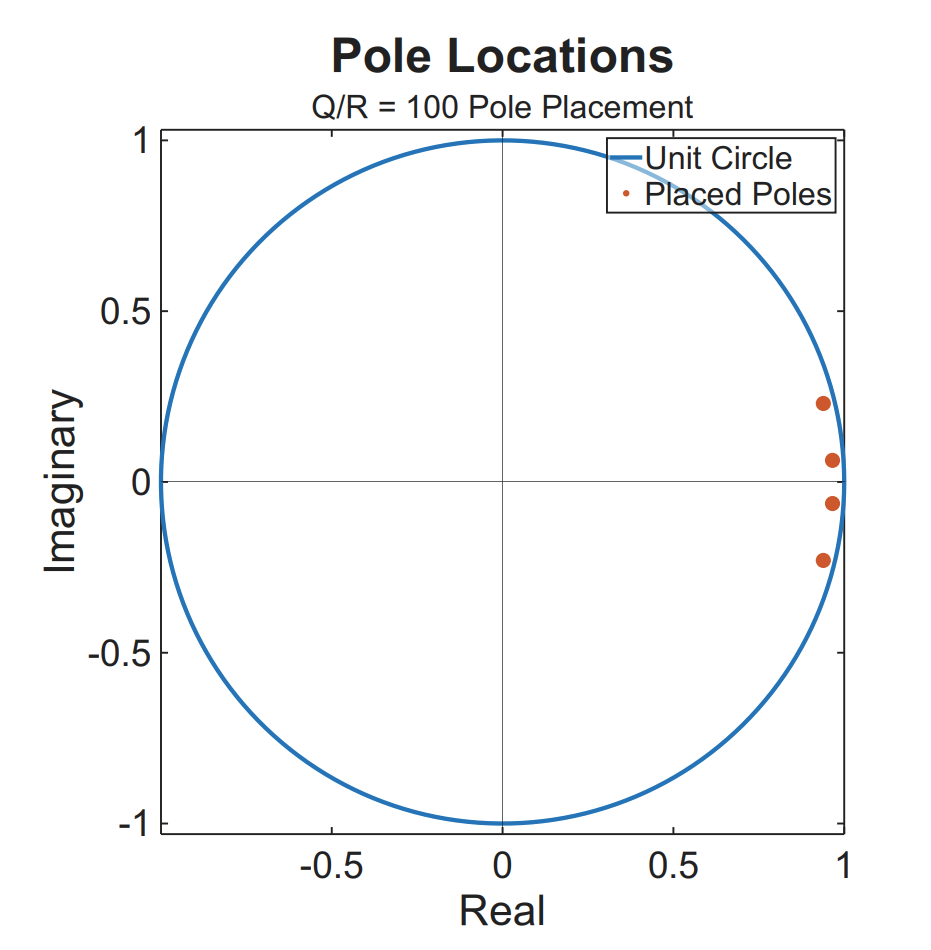 Pole Locations
Q/R = 100 Pole Placement
Unit Circle
Placed Poles
1
0.5
0
-0.5
-1
Imaginary
-0.5
0
0.5
1
Real